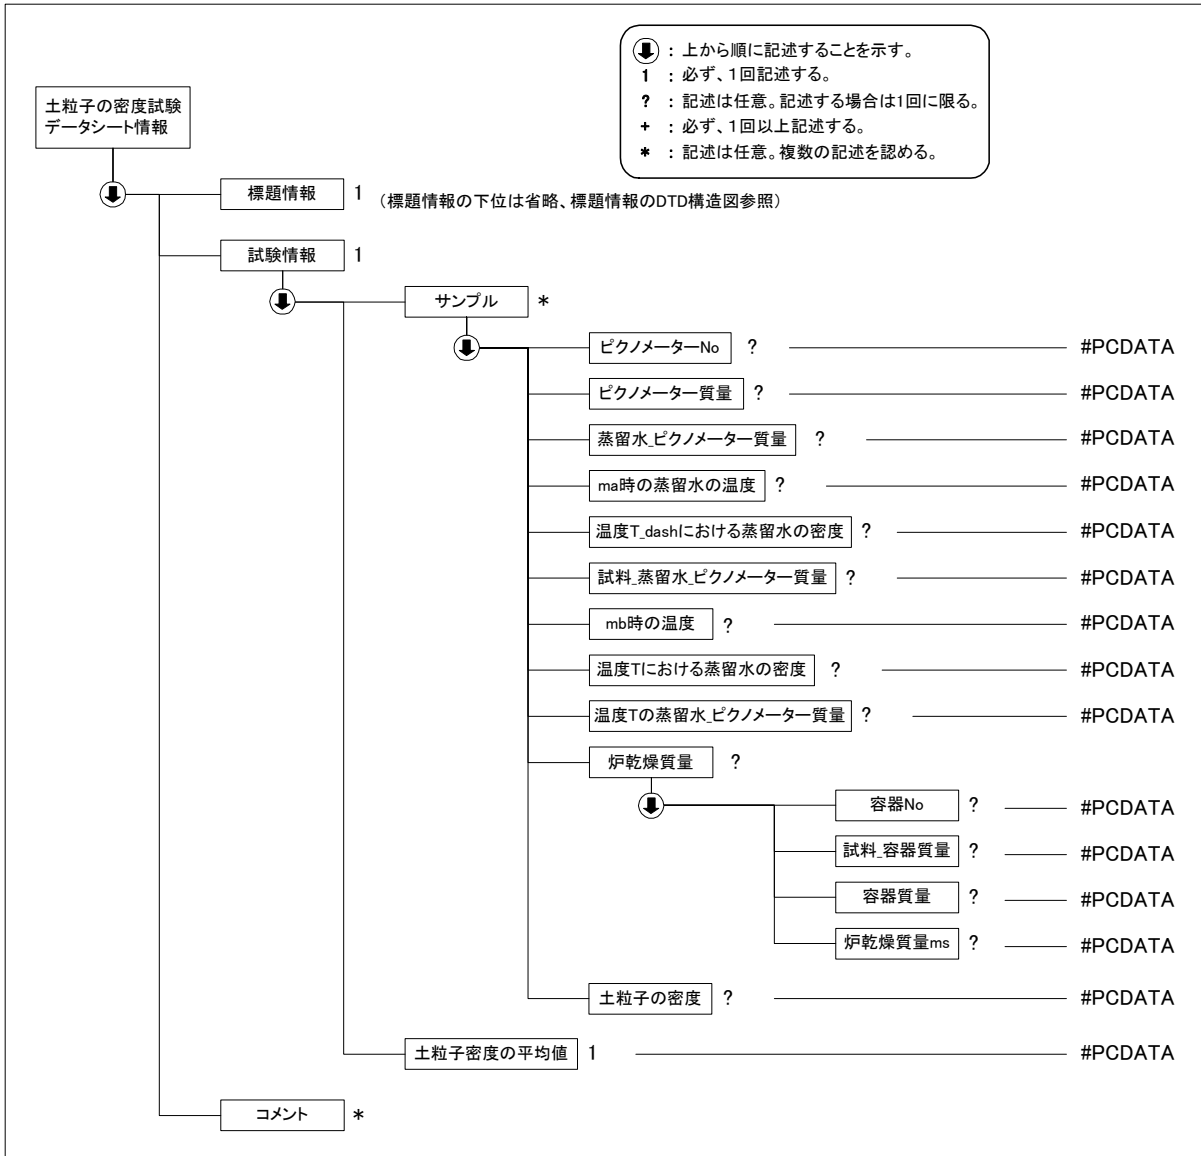 ：上から順に記述することを示す。
1 ：必ず、1回記述する。
? ：記述は任意。記述する場合は1回に限る。
+ ：必ず、1回以上記述する。
* ：記述は任意。複数の記述を認める。
土粒子の密度試験
データシート情報
標題情報 1 (標題情報の下位は省略、標題情報のDTD構造図参照)
試験情報 1
サンプル *
ピクノメーターNo ? #PCDATA
ピクノメーター質量 ? #PCDATA
蒸留水_ピクノメーター質量 ? #PCDATA
ma時の蒸留水の温度 ? #PCDATA
温度T_dashにおける蒸留水の密度 ? #PCDATA
試料_蒸留水_ピクノメーター質量 ? #PCDATA
mb時の温度 ? #PCDATA
温度Tにおける蒸留水の密度 ? #PCDATA
温度Tの蒸留水_ピクノメーター質量 ? #PCDATA
炉乾燥質量 ?
容器No ? #PCDATA
試料_容器質量 ? #PCDATA
容器質量 ? #PCDATA
炉乾燥質量ms ? #PCDATA
土粒子の密度 ? #PCDATA
土粒子密度の平均値 1 #PCDATA
コメント *